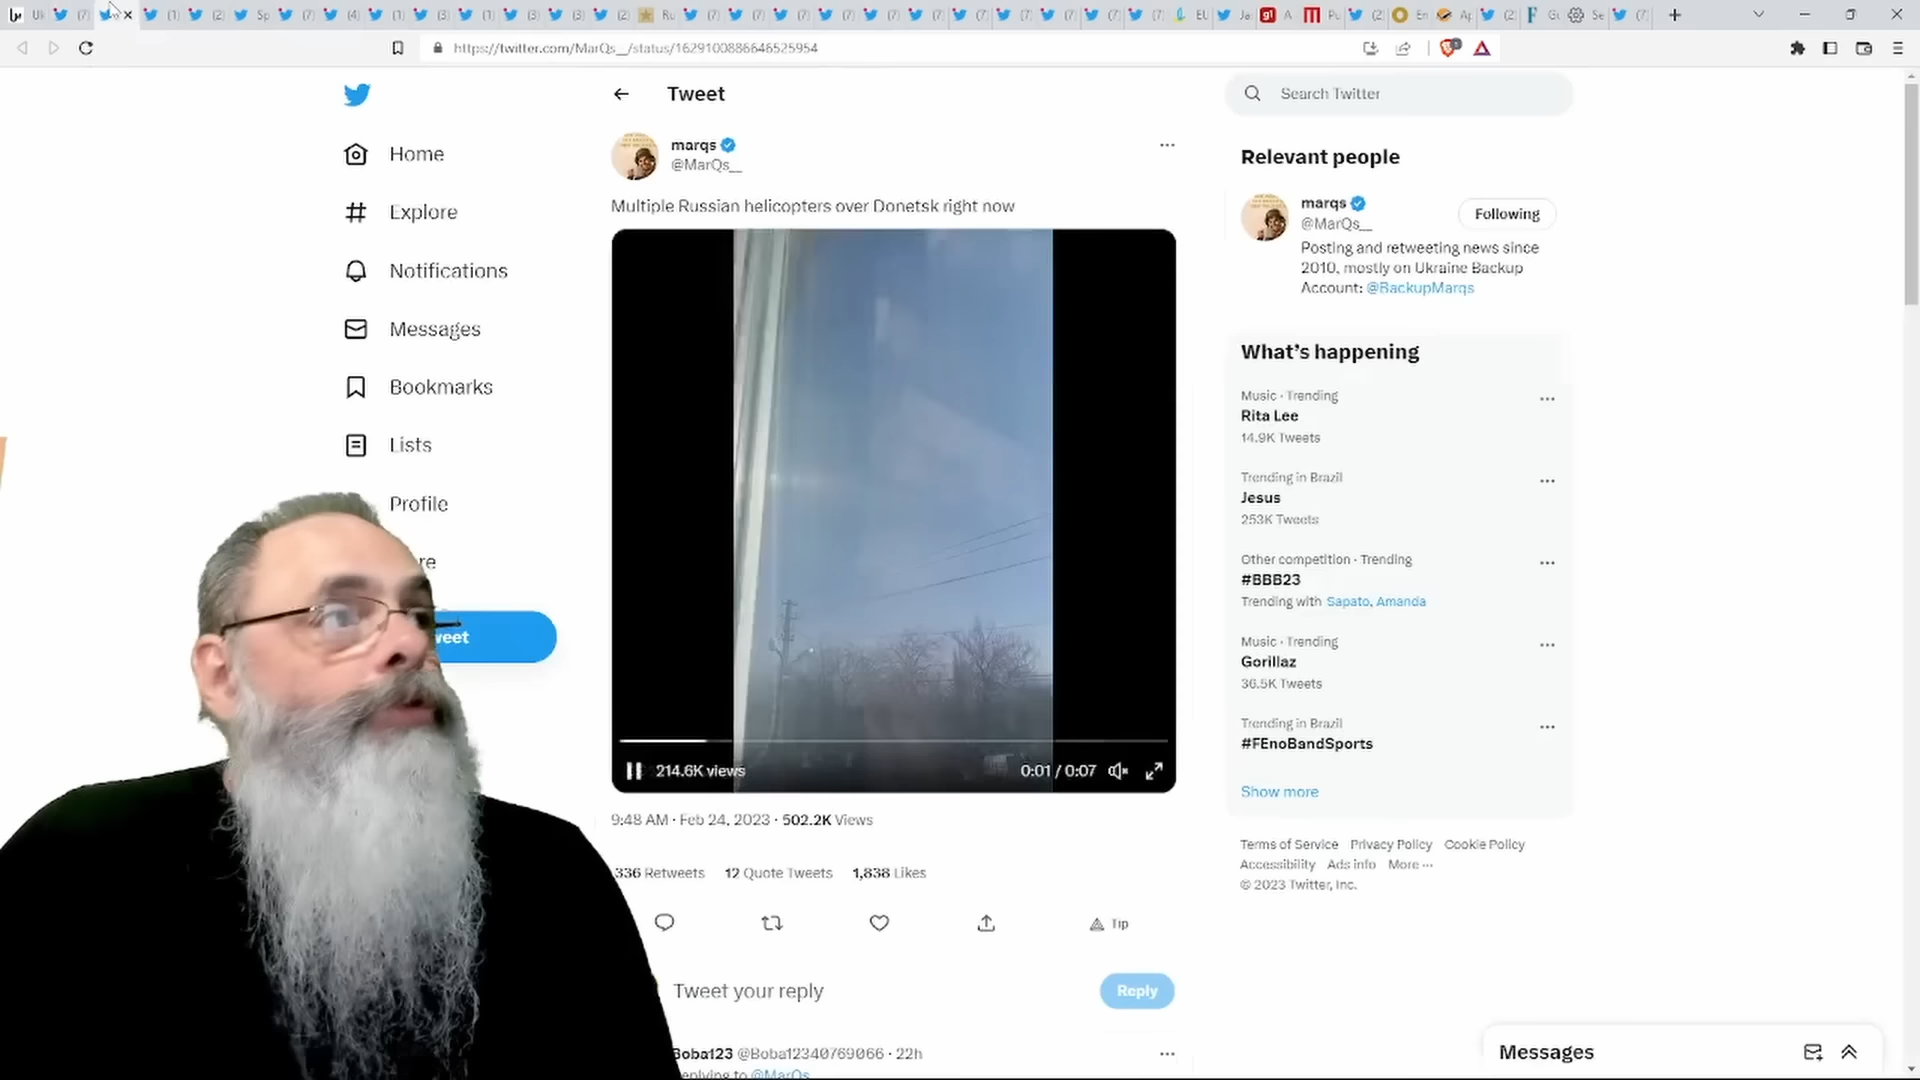 https://twitter.com/MarQs__/status/1629100886646525954
Home
Explore
Notifications
Messages
Bookmarks
Lists
Profile
Tweet
marqs
@MarQs__
Multiple Russian helicopters over Donetsk right now
214.6K views
0:01 / 0:07
9:48 AM · Feb 24, 2023 · 502.2K Views
336 Retweets 12 Quote Tweets 1,838 Likes
Tip
Tweet your reply
Reply
Boba123 @Boba12340769066 · 22h
@MarQs
Search Twitter
Relevant people
marqs
@MarQs__
Following
Posting and retweeting news since
2010, mostly on Ukraine Backup
Account: @BackupMarqs
What's happening
Music · Trending
Rita Lee
14.9K Tweets
Trending in Brazil
Jesus
253K Tweets
Other competition · Trending
#BBB23
Trending with Sapato, Amanda
Music · Trending
Gorillaz
36.5K Tweets
Trending in Brazil
#FEnoBandSports
Show more
Terms of Service Privacy Policy Cookie Policy
Accessibility Ads info More ···
© 2023 Twitter, Inc.
Messages